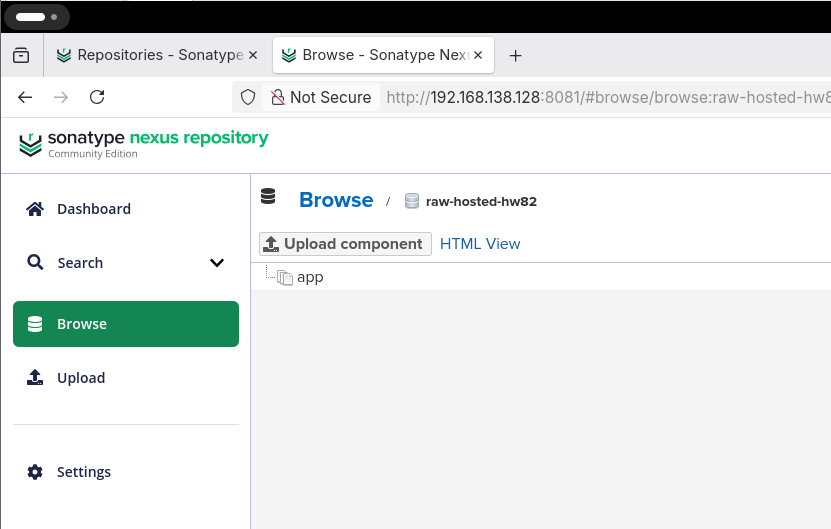 Repositories - Sonatype
Browse - Sonatype Nex
Not Secure
http://192.168.138.128:8081/#browse/browse:raw-hosted-hw8
sonatype nexus repository
Community Edition
Dashboard
Search
Browse
Upload
Settings
Browse / raw-hosted-hw82
Upload component HTML View
app